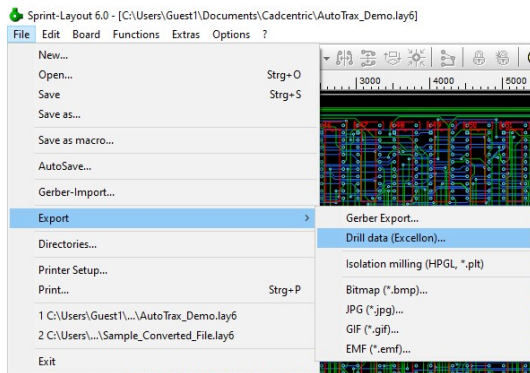 Sprint-Layout 6.0 - [C:\Users\Guest1\Documents\Cadcentric\AutoTrax_Demo.lay6]
File Edit Board Functions Extras Options ?
New...
Open... Strg+O
Save Strg+S
Save as...
Save as macro...
AutoSave...
Gerber-Import...
Export >
Directories...
Printer Setup...
Print... Strg+P
1 C:\Users\Guest1\...\AutoTrax_Demo.lay6
2 C:\Users\...\Sample_Converted_File.lay6
Exit
3000 4000 5000
Gerber Export...
Drill data (Excellon)...
Isolation milling (HPGL, *.plt)
Bitmap (*.bmp)...
JPG (*.jpg)...
GIF (*.gif)...
EMF (*.emf)...